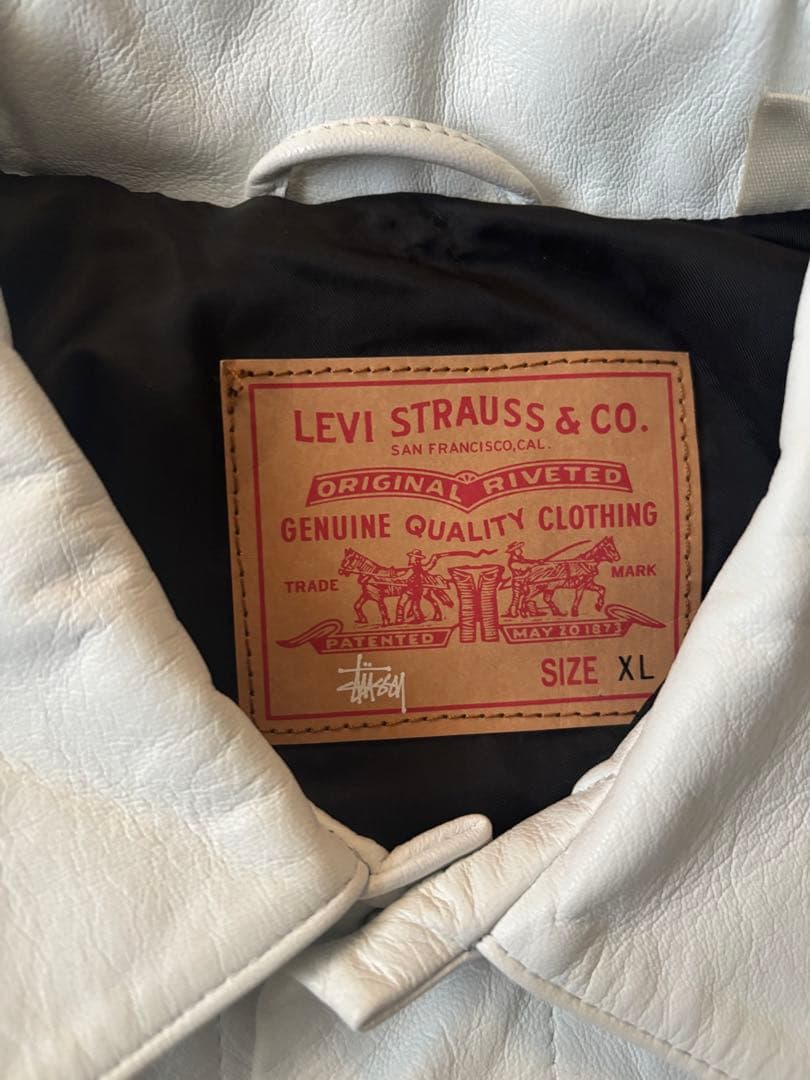 LEVI STRAUSS & CO.
SAN FRANCISCO, CAL.
ORIGINAL RIVETED
GENUINE QUALITY CLOTHING
TRADE MARK
PATENTED MAY 20 1873
Stüssy SIZE XL